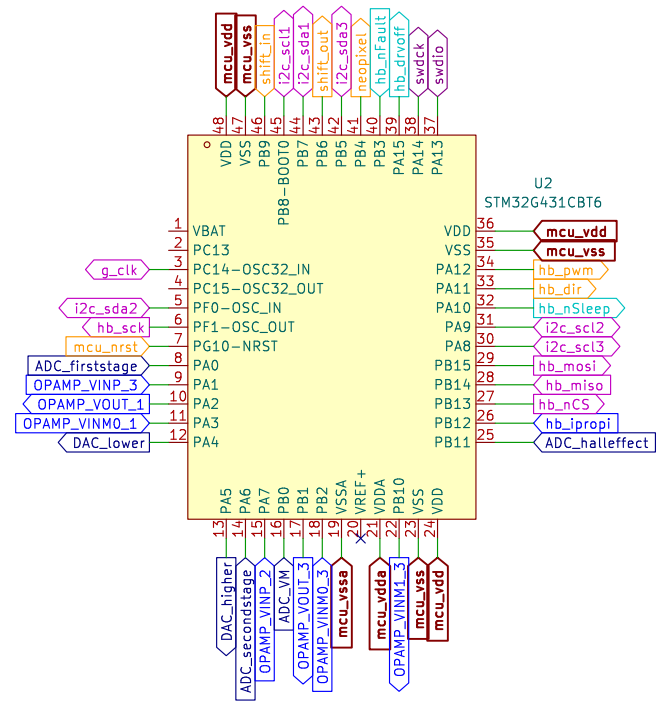 mcu_vdd
mcu_vss
shift_in
i2c_scl1
i2c_sda1
shift_out
i2c_sda3
neopixel
hb_nFault
hb_drvoff
swdck
swdio
48
47
46
45
44
43
42
41
40
39
38
37
VDD
VSS
PB9
PB8-BOOT0
PB7
PB6
PB5
PB4
PB3
PA15
PA14
PA13
U2
STM32G431CBT6
1 VBAT
2 PC13
g_clk 3 PC14-OSC32_IN
4 PC15-OSC32_OUT
i2c_sda2 5 PF0-OSC_IN
hb_sck 6 PF1-OSC_OUT
mcu_nrst 7 PG10-NRST
ADC_firststage 8 PA0
OPAMP_VINP_3 9 PA1
OPAMP_VOUT_1 10 PA2
OPAMP_VINM0_1 11 PA3
DAC_lower 12 PA4
VDD 36 mcu_vdd
VSS 35 mcu_vss
PA12 34 hb_pwm
PA11 33 hb_dir
PA10 32 hb_nSleep
PA9 31 i2c_scl2
PA8 30 i2c_scl3
PB15 29 hb_mosi
PB14 28 hb_miso
PB13 27 hb_nCS
PB12 26 hb_ipropi
PB11 25 ADC_halleffect
PA5
PA6
PA7
PB0
PB1
PB2
VSSA
VREF+
VDDA
PB10
VSS
VDD
13
14
15
16
17
18
19
20
21
22
23
24
DAC_higher
ADC_secondstage
OPAMP_VINP_2
ADC_VM
OPAMP_VOUT_3
OPAMP_VINM0_3
mcu_vssa
mcu_vdda
OPAMP_VINM1_3
mcu_vss
mcu_vdd